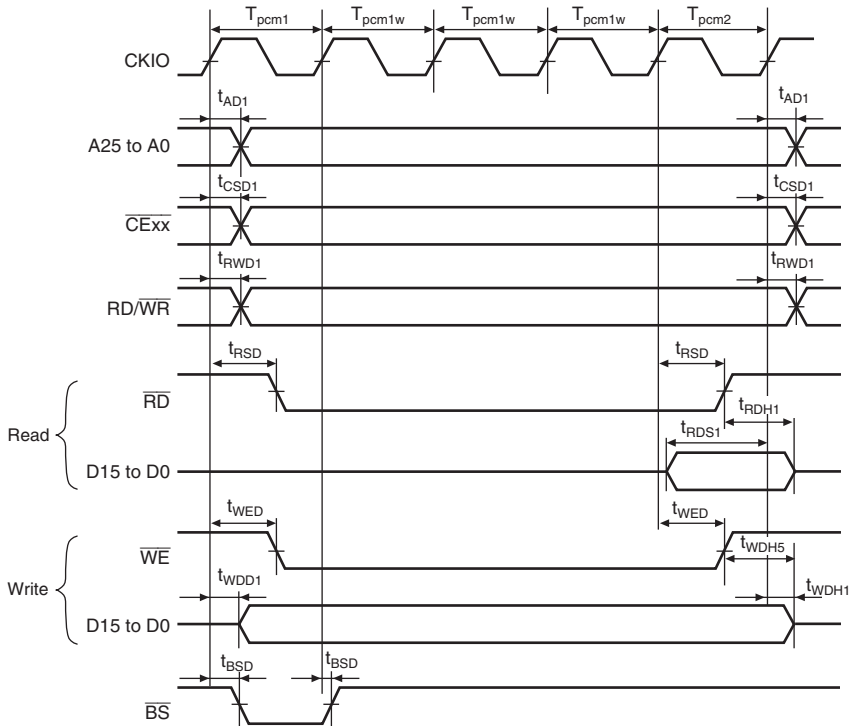 Tpcm1 Tpcm1w Tpcm1w Tpcm1w Tpcm2
CKIO
tAD1 tAD1
A25 to A0
tCSD1 tCSD1
CExx
tRWD1 tRWD1
RD/WR
tRSD tRSD
RD
tRDH1
Read
tRDS1
D15 to D0
tWED tWED
WE
tWDH5
Write
tWDD1 tWDH1
D15 to D0
tBSD tBSD
BS